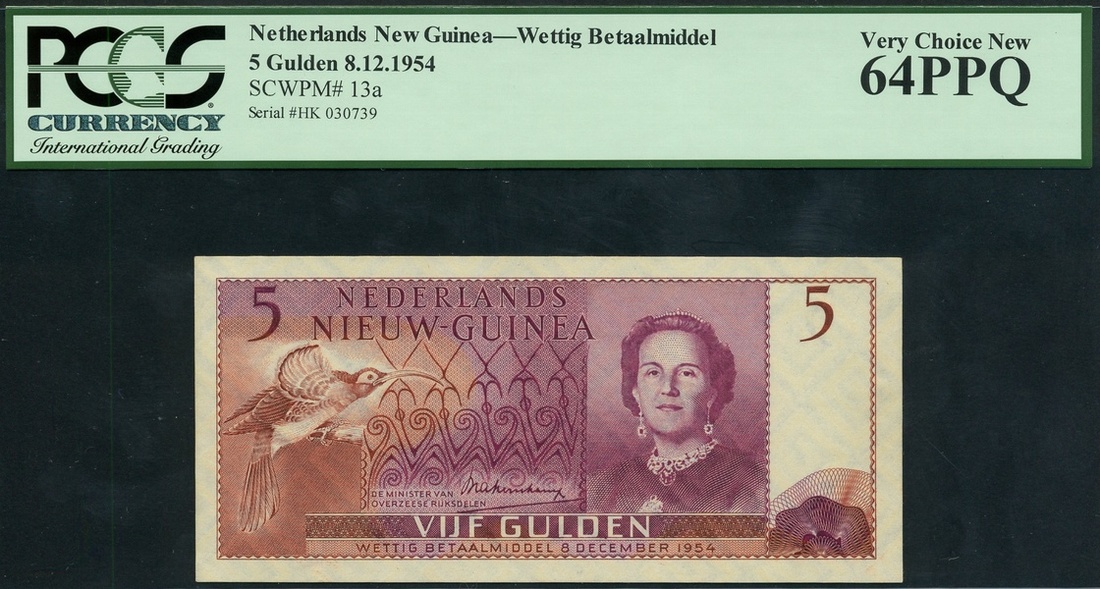 PCGS
CURRENCY
International Grading
Netherlands New Guinea—Wettig Betaalmiddel
5 Gulden 8.12.1954
SCWPM# 13a
Serial #HK 030739
Very Choice New
64PPQ
5
NEDERLANDS
NIEUW-GUINEA
5
DE MINISTER VAN
OVERZEESE RIJKSDELEN
VIJF GULDEN
WETTIG BETAALMIDDEL 8 DECEMBER 1954